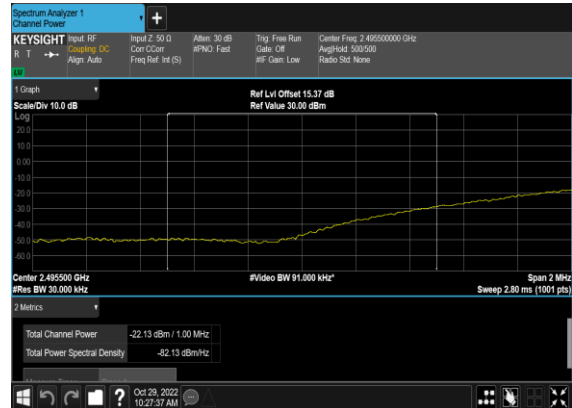 Spectrum Analyzer 1
Channel Power
+
KEYSIGHT Input: RF Input Z: 50 Ω Atten: 30 dB Trig: Free Run Center Freq: 2.495500000 GHz
R T Coupling: DC Corr CCorr #PNO: Fast Gate: Off Avg|Hold: 500/500
Align: Auto Freq Ref: Int (S) #IF Gain: Low Radio Std: None
1 Graph
Ref Lvl Offset 15.37 dB
Scale/Div 10.0 dB Ref Value 30.00 dBm
Log
20.0
10.0
0.00
-10.0
-20.0
-30.0
-40.0
-50.0
-60.0
Center 2.495500 GHz #Video BW 91.000 kHz* Span 2 MHz
#Res BW 30.000 kHz Sweep 2.80 ms (1001 pts)
2 Metrics
Total Channel Power -22.13 dBm / 1.00 MHz
Total Power Spectral Density -82.13 dBm/Hz
? Oct 29, 2022
10:27:37 AM